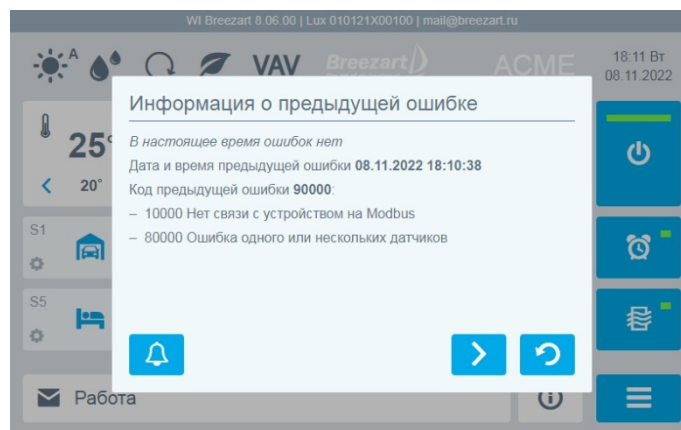 WI Breezart 8.06.00 | Lux 010121X00100 | mail@breezart.ru
A
VAV
Breezart
ACME
18:11 Вт
08.11.2022
Информация о предыдущей ошибке
25°
В настоящее время ошибок нет
Дата и время предыдущей ошибки 08.11.2022 18:10:38
20°
Код предыдущей ошибки 90000:
– 10000 Нет связи с устройством на Modbus
S1
– 80000 Ошибка одного или нескольких датчиков
S5
Работа